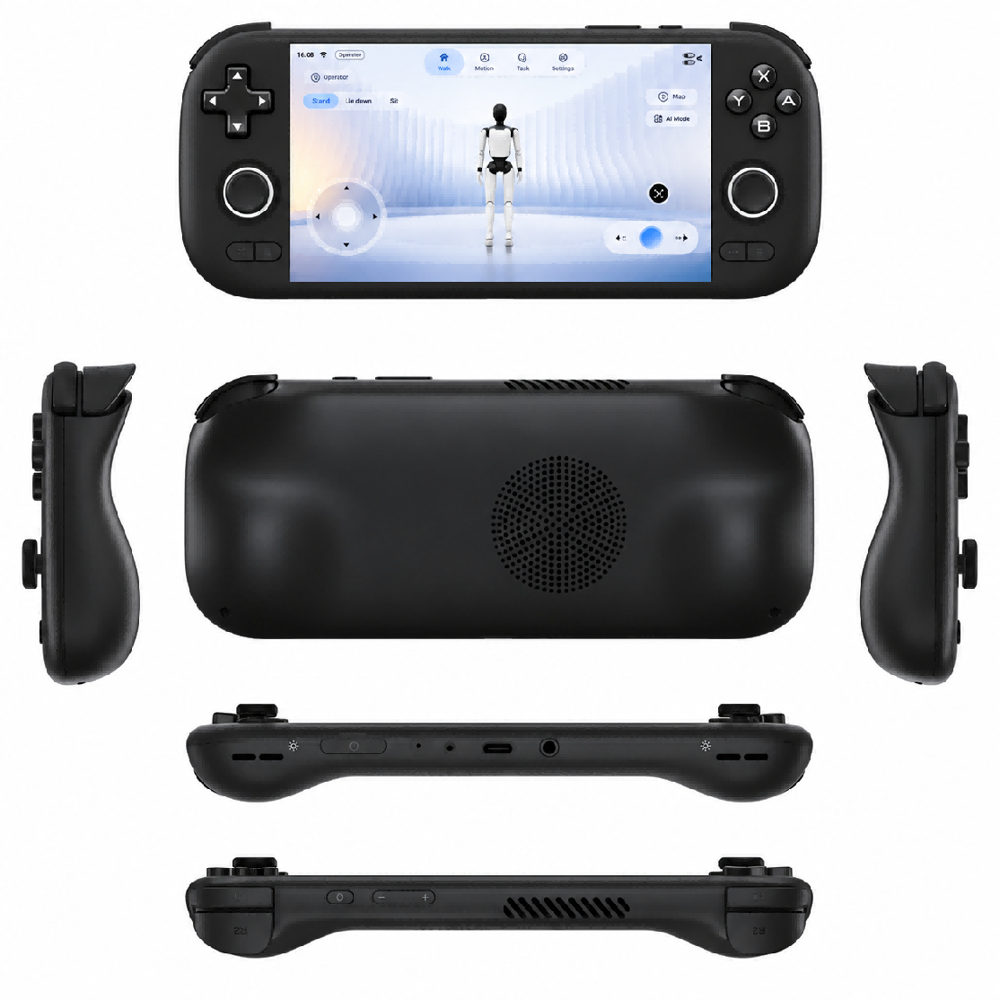 16:08 Operator
Walk Motion Task Settings
Operator
Stand Lie down Sit
Map
AI Mode
X
Y A
B
− +
R2